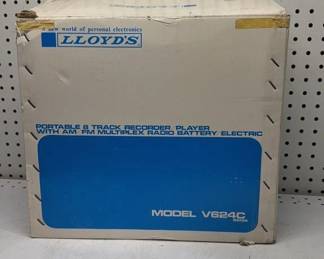 a new world of personal electronics
LLOYD'S
PORTABLE 8 TRACK RECORDER PLAYER
WITH AM/FM MULTIPLEX RADIO BATTERY ELECTRIC
MODEL V624C